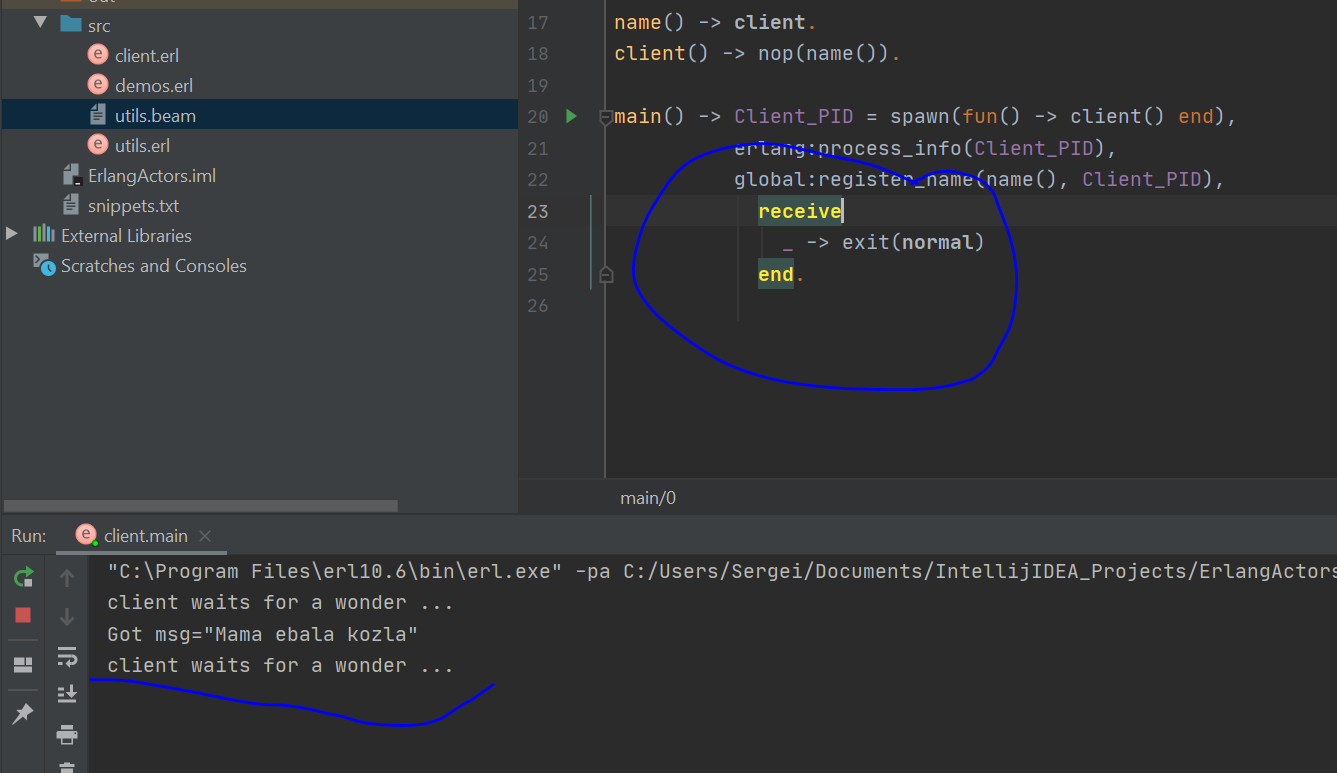 out
src
client.erl
demos.erl
utils.beam
utils.erl
ErlangActors.iml
snippets.txt
External Libraries
Scratches and Consoles
17 name() -> client.
18 client() -> nop(name()).
19
20 main() -> Client_PID = spawn(fun() -> client() end),
21 erlang:process_info(Client_PID),
22 global:register_name(name(), Client_PID),
23 receive
24 _ -> exit(normal)
25 end.
26
main/0
Run: client.main
"C:\Program Files\erl10.6\bin\erl.exe" -pa C:/Users/Sergei/Documents/IntellijIDEA_Projects/ErlangActors
client waits for a wonder ...
Got msg="Mama ebala kozla"
client waits for a wonder ...